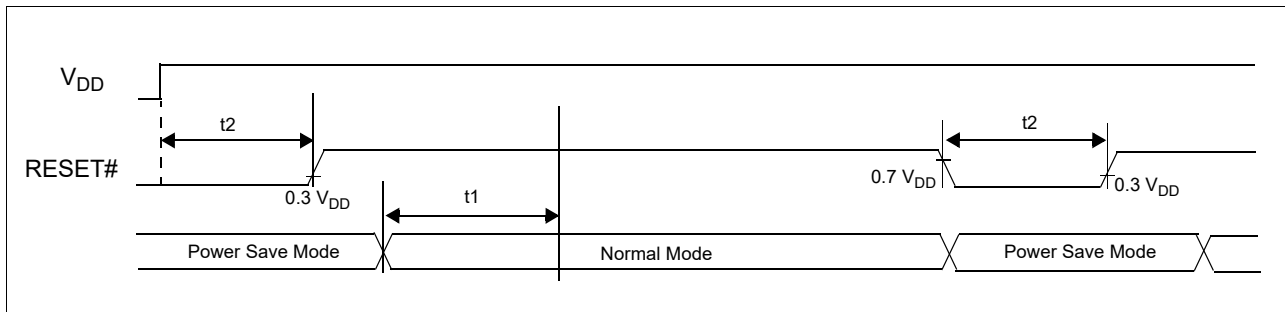 VDD
t2
t2
RESET#
0.3 VDD
0.7 VDD
0.3 VDD
t1
Power Save Mode
Normal Mode
Power Save Mode